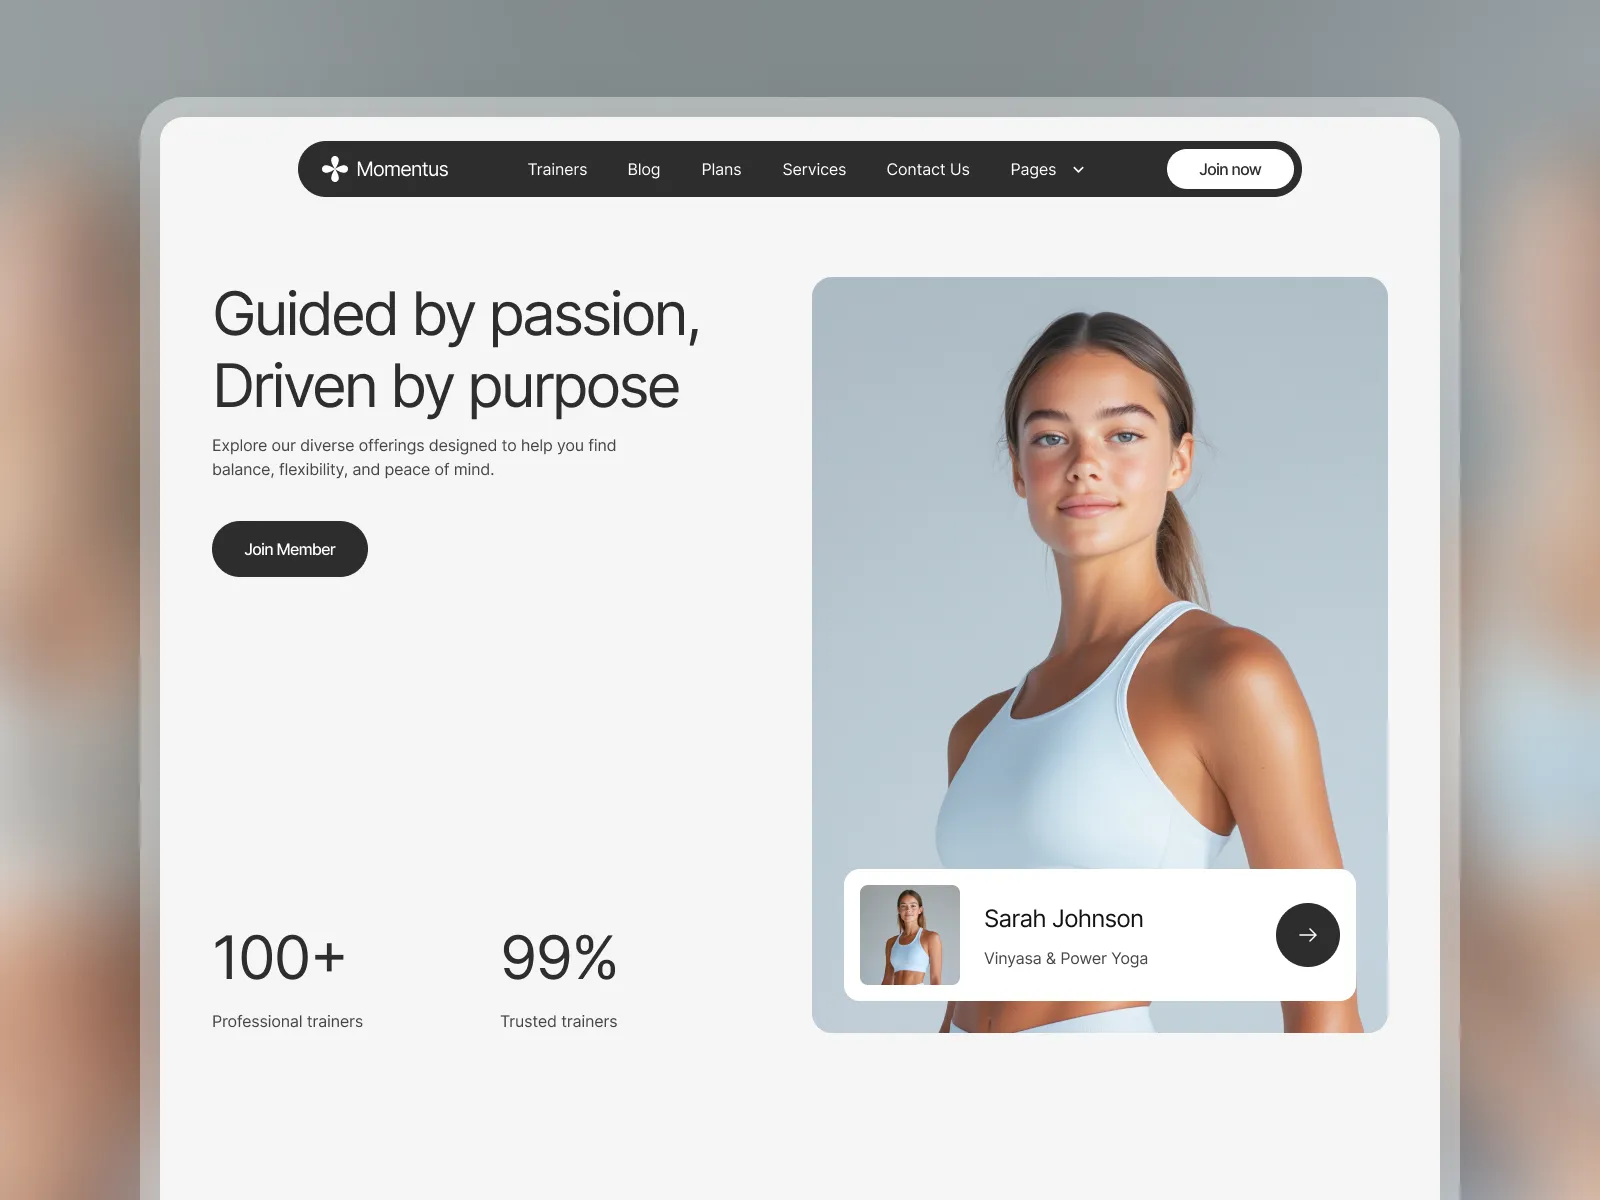 Momentus
Trainers
Blog
Plans
Services
Contact Us
Pages
Join now
Guided by passion,
Driven by purpose
Explore our diverse offerings designed to help you find
balance, flexibility, and peace of mind.
Join Member
100+
Professional trainers
99%
Trusted trainers
Sarah Johnson
Vinyasa & Power Yoga